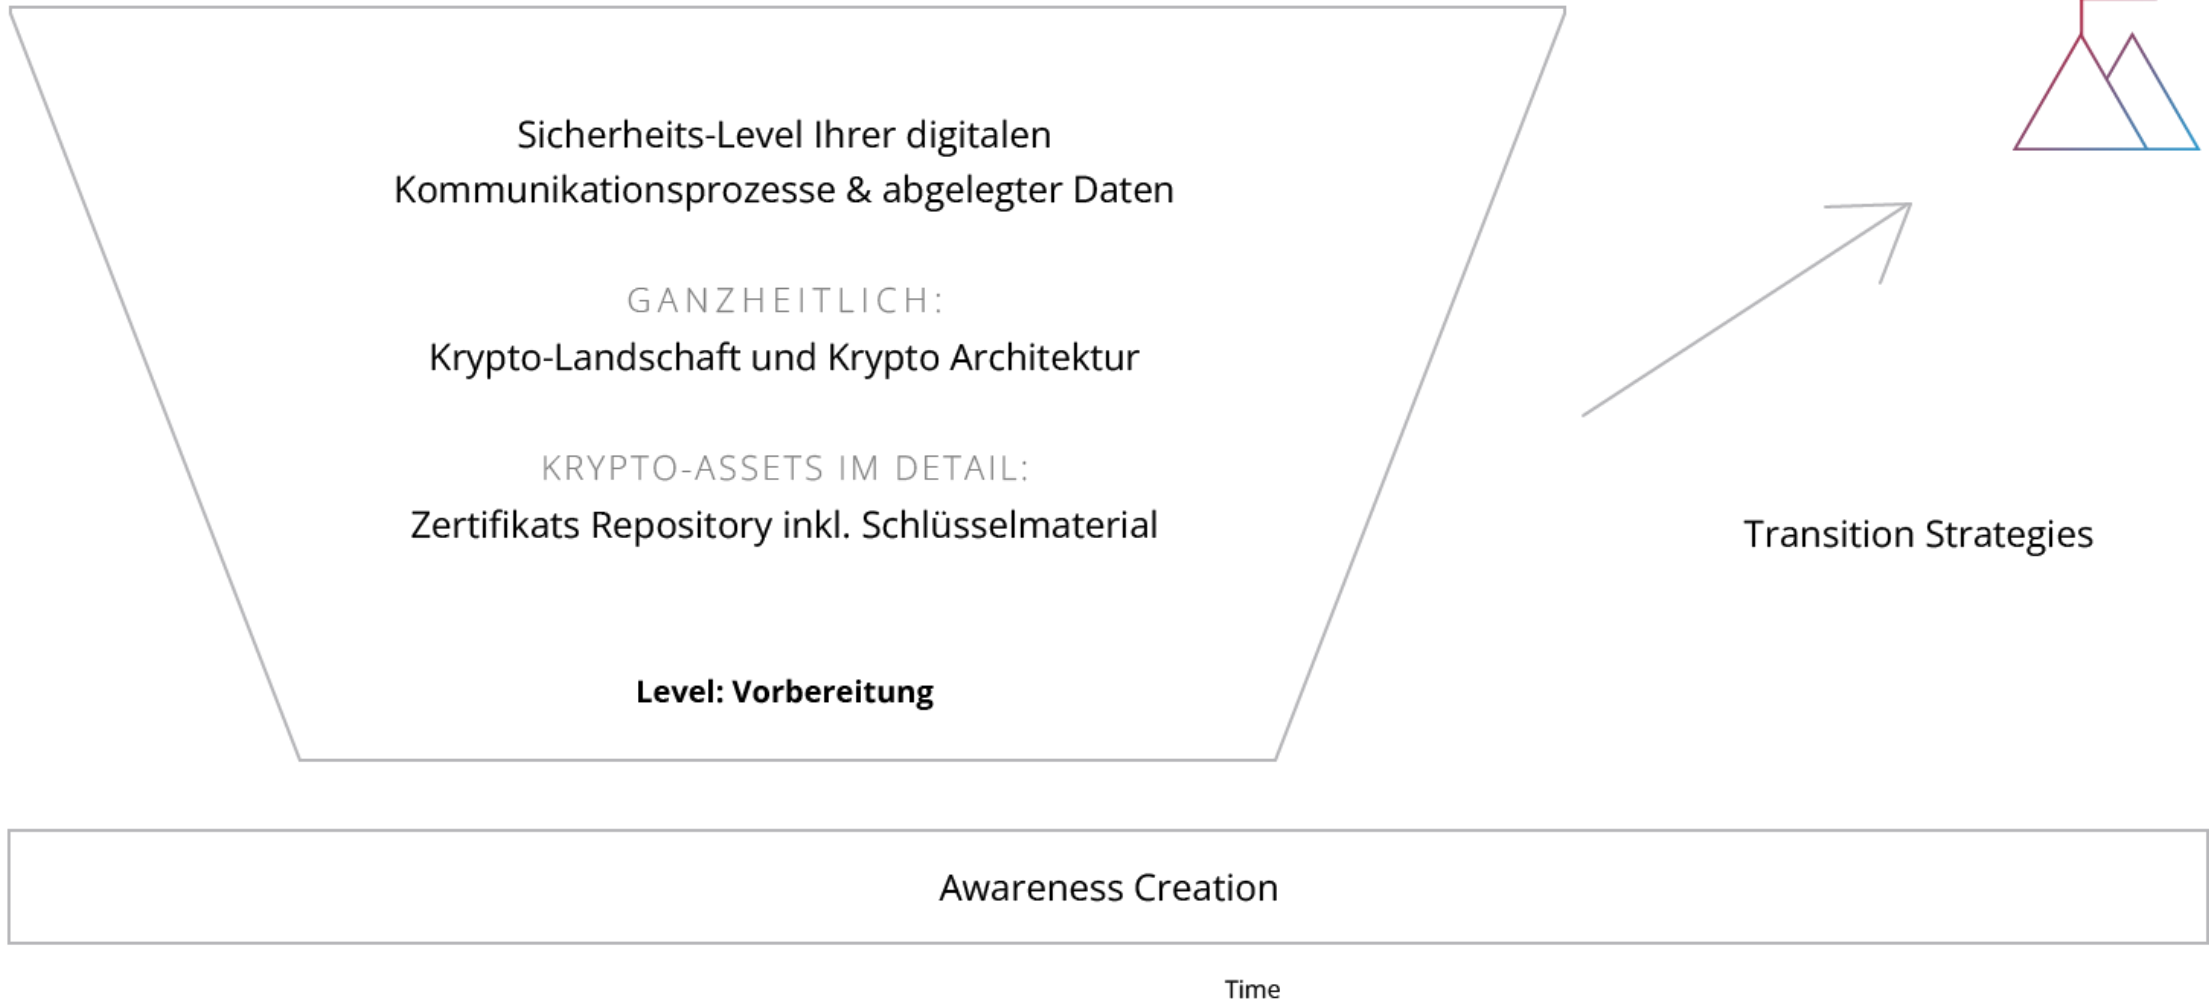 Sicherheits-Level Ihrer digitalen
Kommunikationsprozesse & abgelegter Daten
GANZHEITLICH:
Krypto-Landschaft und Krypto Architektur
KRYPTO-ASSETS IM DETAIL:
Zertifikats Repository inkl. Schlüsselmaterial
Level: Vorbereitung
Transition Strategies
Awareness Creation
Time